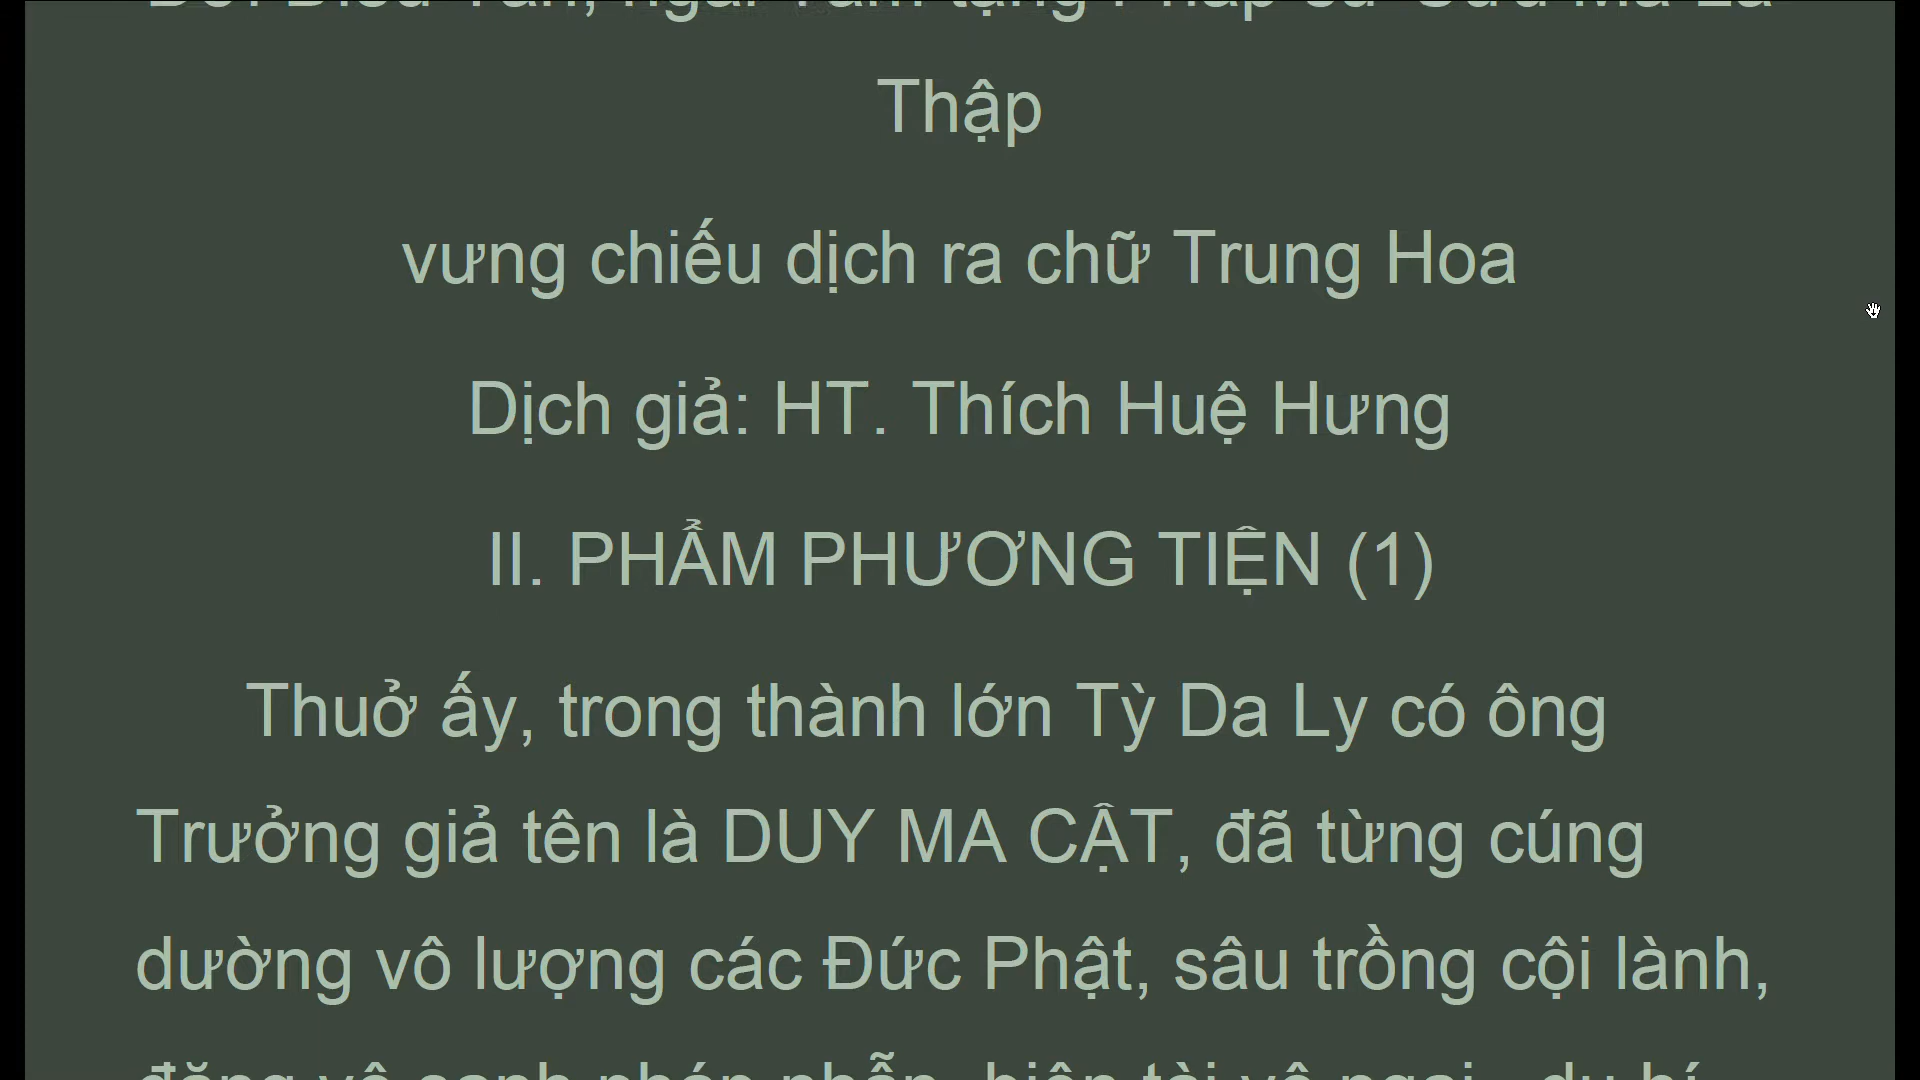 Thập
vưng chiếu dịch ra chữ Trung Hoa
Dịch giả: HT. Thích Huệ Hưng
II. PHẨM PHƯƠNG TIỆN (1)
Thuở ấy, trong thành lớn Tỳ Da Ly có ông
Trưởng giả tên là DUY MA CẬT, đã từng cúng
dường vô lượng các Đức Phật, sâu trồng cội lành,